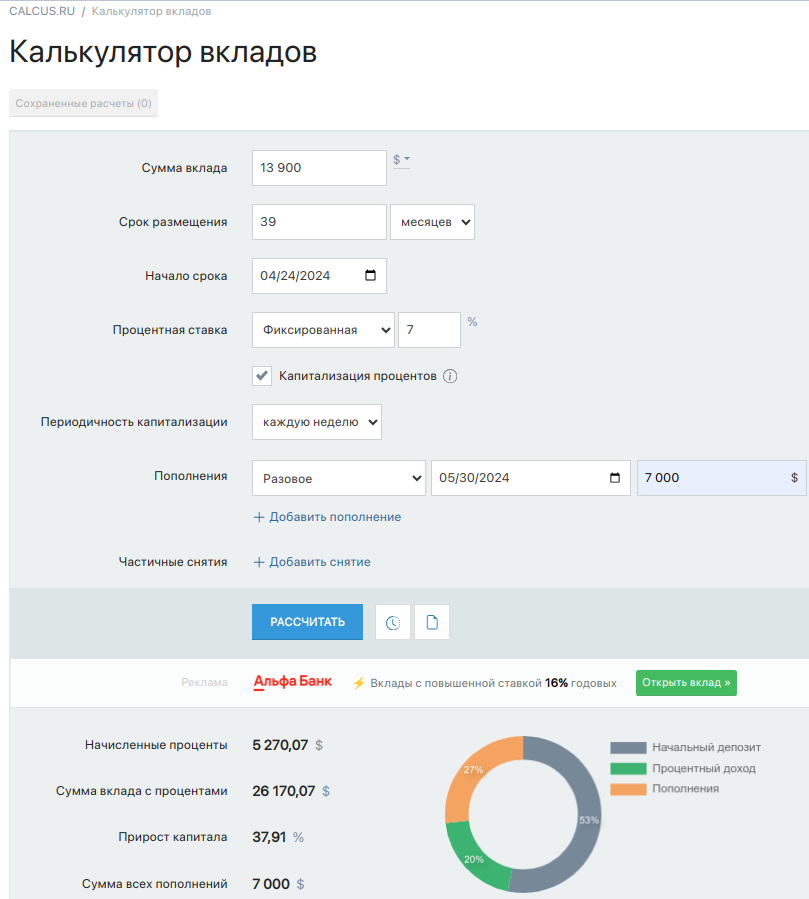 CALCUS.RU / Калькулятор вкладов
Калькулятор вкладов
Сохраненные расчеты (0)
Сумма вклада 13 900 $
Срок размещения 39 месяцев
Начало срока 04/24/2024
Процентная ставка Фиксированная 7 %
Капитализация процентов i
Периодичность капитализации каждую неделю
Пополнения Разовое 05/30/2024 7 000 $
+ Добавить пополнение
Частичные снятия + Добавить снятие
РАССЧИТАТЬ
Реклама Альфа Банк ⚡ Вклады с повышенной ставкой 16% годовых Открыть вклад »
Начисленные проценты 5 270,07 $
Сумма вклада с процентами 26 170,07 $
Прирост капитала 37,91 %
Сумма всех пополнений 7 000 $
27%
53%
20%
Начальный депозит
Процентный доход
Пополнения